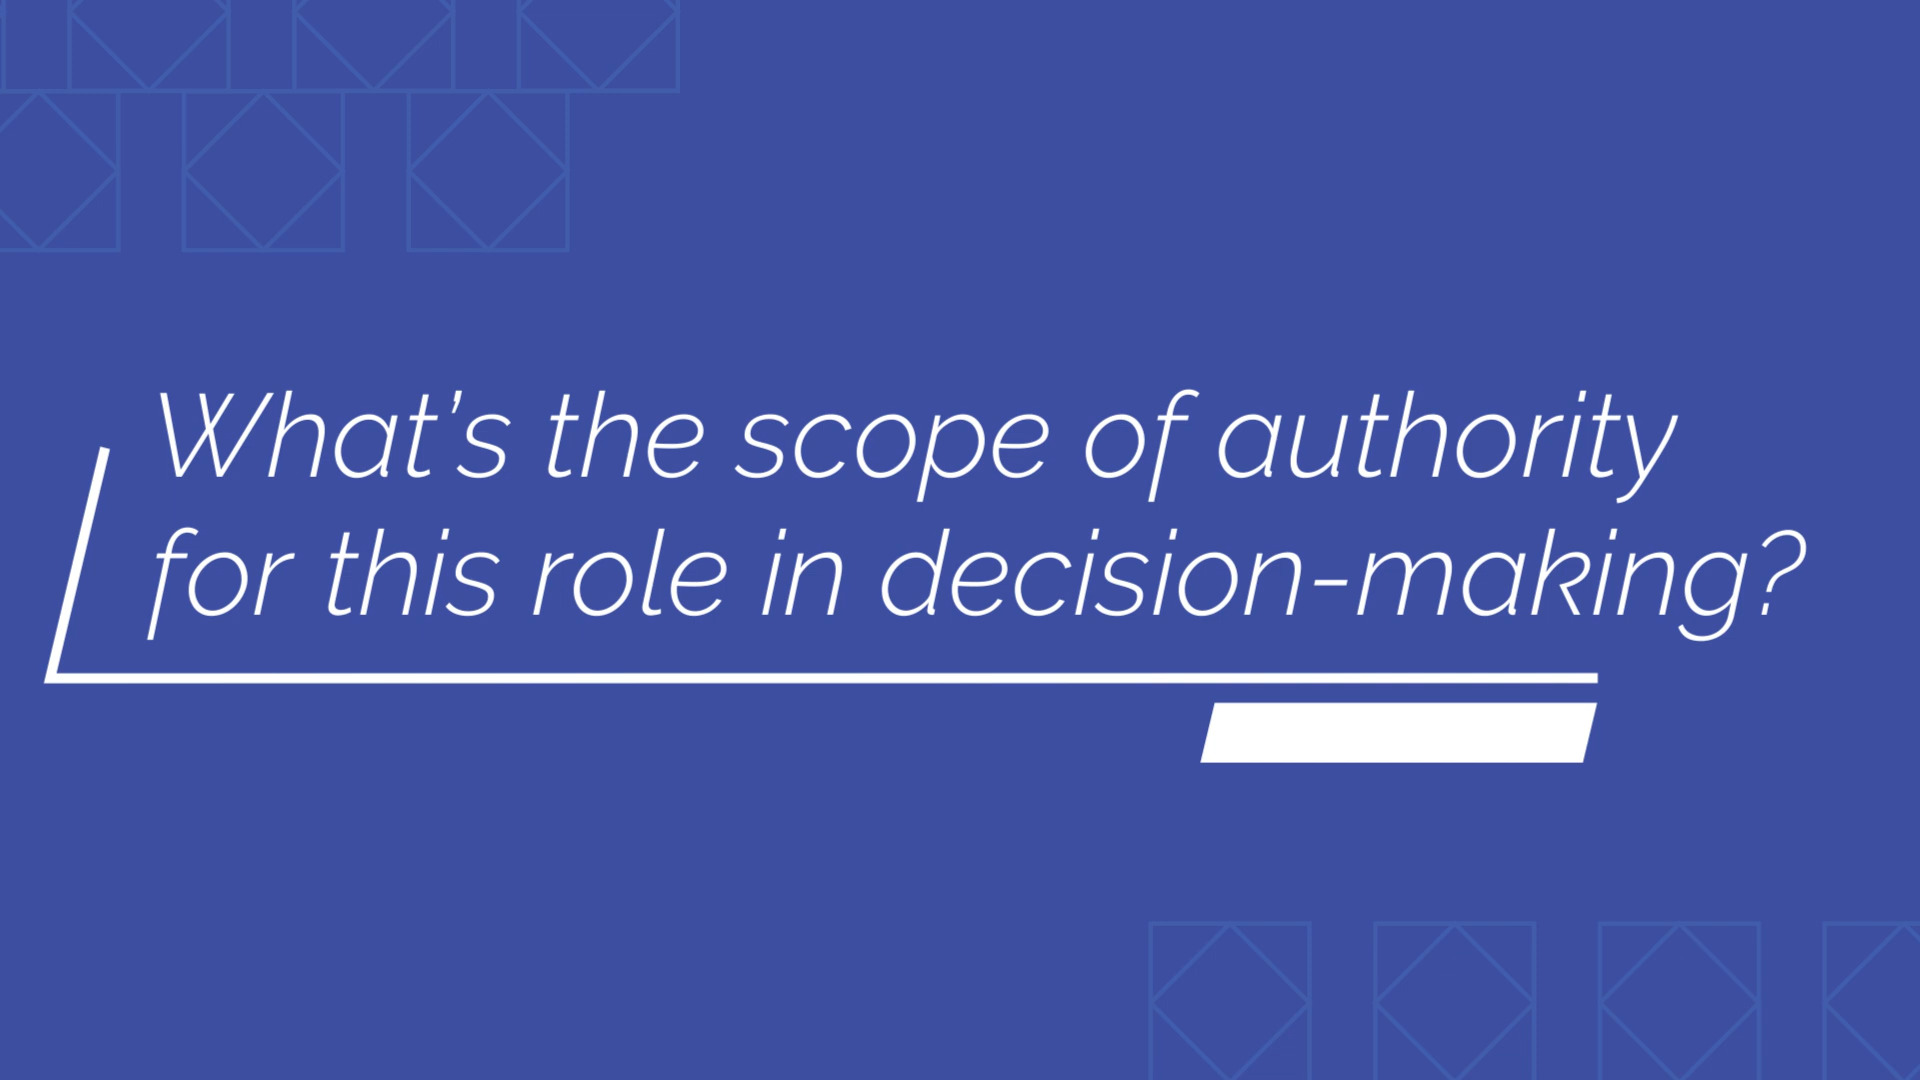 What’s the scope of authority
for this role in decision-making?